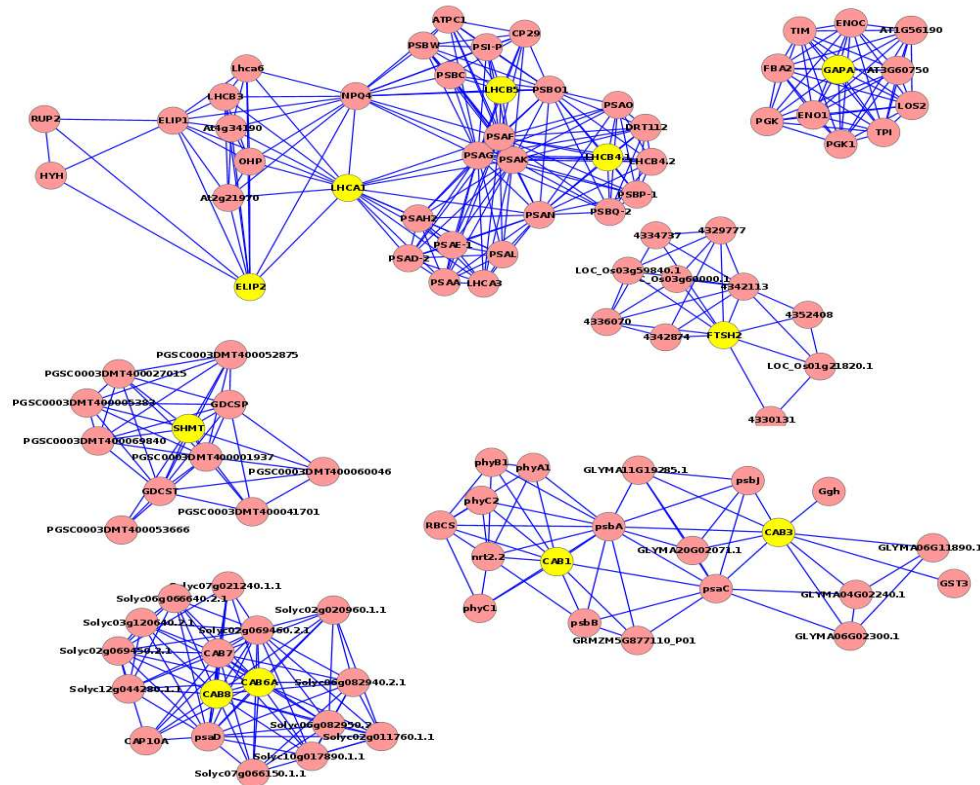 ATPC1
PSBW
PSI-P
CP29
PSBC
Lhca6
LHCB3
NPQ4
LHCB5
PSBO1
PSAO
RUP2
ELIP1
At4g34190
DRT112
PSAF
OHP
PSAG
PSAK
LHCB4.1
LHCB4.2
HYH
At2g21970
LHCA1
PSBP-1
PSBQ-2
PSAH2
PSAN
PSAE-1
PSAL
PSAD-2
PSAA
LHCA3
ELIP2
TIM
ENOC
AT1G56190
FBA2
GAPA
AT3G60750
LOS2
PGK
ENO1
TPI
PGK1
4334737
4329777
LOC_Os03g59840.1
C_Os03g60000.1
4342113
4336070
4342874
FTSH2
4352408
LOC_Os01g21820.1
4330131
PGSC0003DMT400052875
PGSC0003DMT400027015
PGSC0003DMT400005383
GDCSP
SHMT
PGSC0003DMT400069840
PGSC0003DMT400001937
PGSC0003DMT400060046
GDCST
PGSC0003DMT400041701
PGSC0003DMT400053666
phyB1
phyA1
GLYMA11G19285.1
psbJ
Ggh
phyC2
RBCS
psbA
CAB3
nrt2.2
CAB1
GLYMA20G02071.1
GLYMA06G11890.1
GST3
psaC
GLYMA04G02240.1
phyC1
psbB
GRMZM5G877110_P01
GLYMA06G02300.1
Solyc07g021240.1.1
Solyc06g066640.2.1
Solyc02g020960.1.1
Solyc03g120640.2.1
Solyc02g069460.2.1
Solyc02g069450.2.1
CAB7
Solyc12g044280.1.1
CAB8
CAB6A
Solyc06g082940.2.1
Solyc06g082950.2
Solyc02g011760.1.1
CAP10A
psaD
Solyc10g017890.1.1
Solyc07g066150.1.1